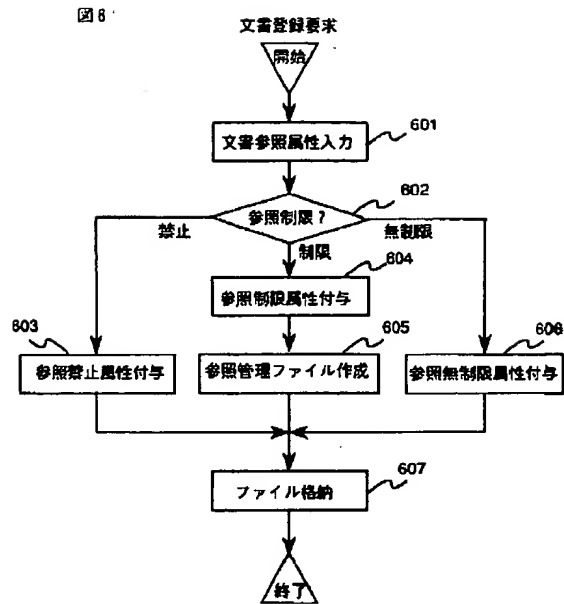 図6
文書登録要求
開始
文書参照属性入力
601
参照制限?
602
禁止
制限
無制限
参照制限属性付与
604
603
参照禁止属性付与
参照管理ファイル作成
605
参照無制限属性付与
606
ファイル格納
607
終了